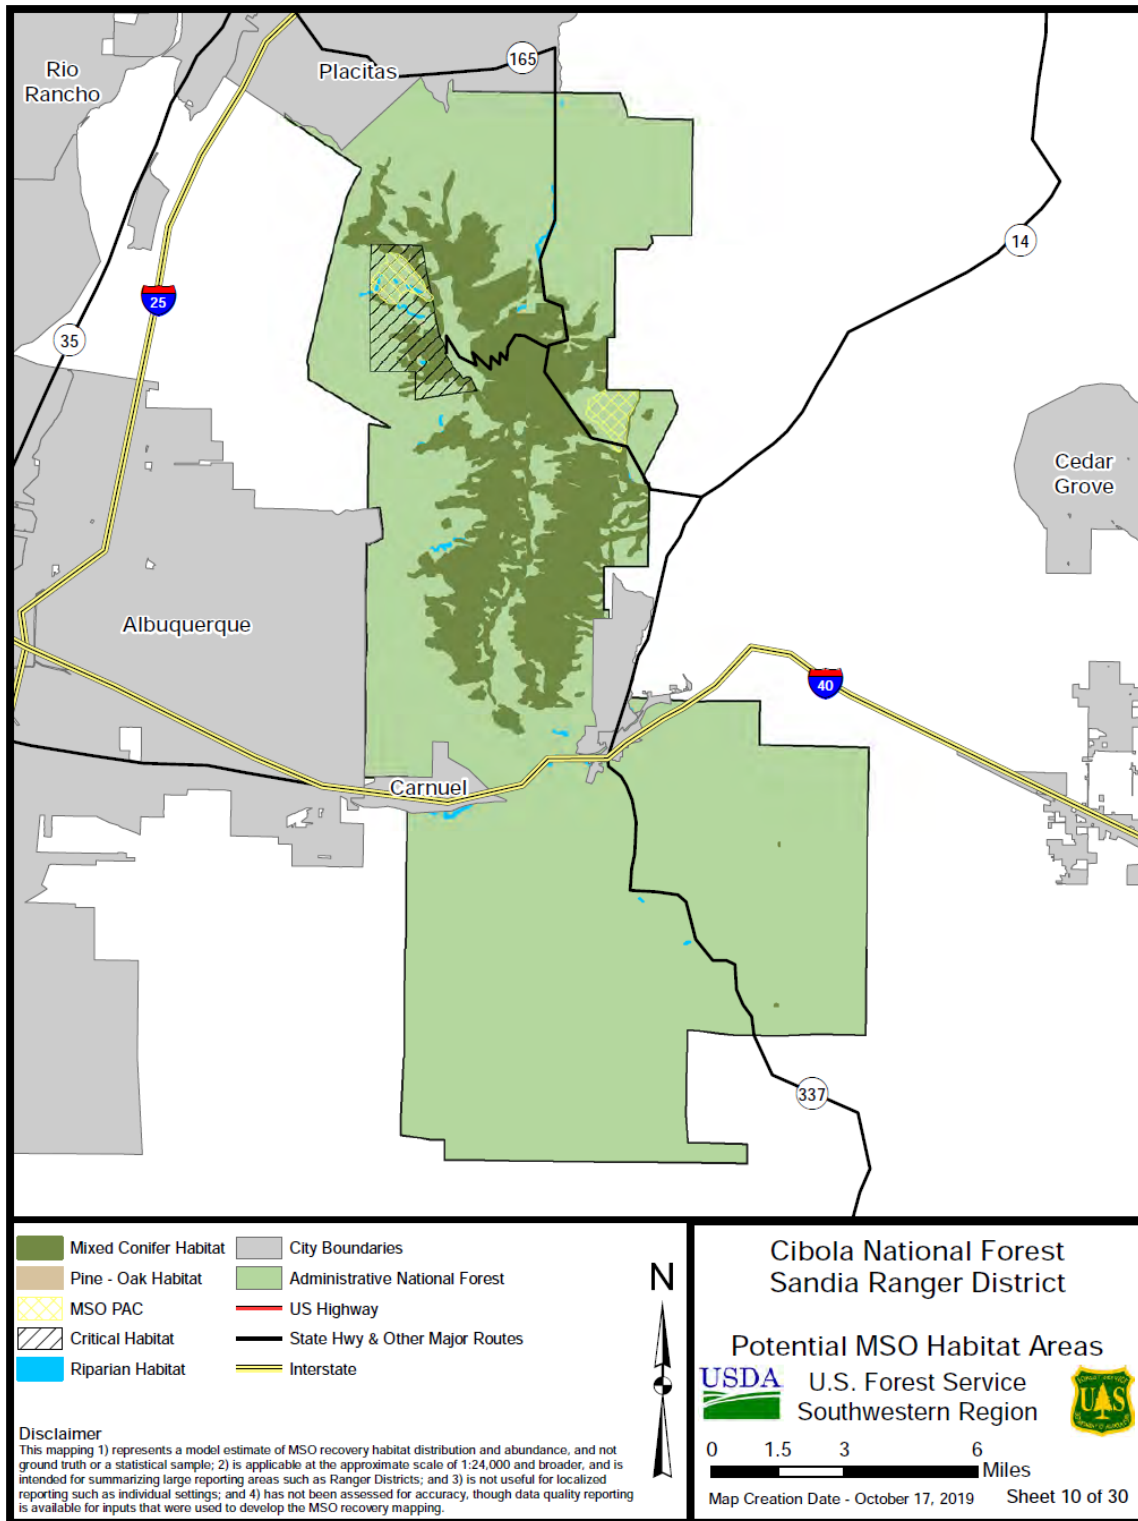 Rio
Rancho
Placitas
165
14
25
35
Cedar
Grove
Albuquerque
40
Carnuel
337
Mixed Conifer Habitat
Pine - Oak Habitat
MSO PAC
Critical Habitat
Riparian Habitat
City Boundaries
Administrative National Forest
US Highway
State Hwy & Other Major Routes
Interstate
N
Disclaimer
This mapping 1) represents a model estimate of MSO recovery habitat distribution and abundance, and not
ground truth or a statistical sample; 2) is applicable at the approximate scale of 1:24,000 and broader, and is
intended for summarizing large reporting areas such as Ranger Districts; and 3) is not useful for localized
reporting such as individual settings; and 4) has not been assessed for accuracy, though data quality reporting
is available for inputs that were used to develop the MSO recovery mapping.
Cibola National Forest
Sandia Ranger District
Potential MSO Habitat Areas
USDA
U.S. Forest Service
Southwestern Region
U S
0 1.5 3 6
Miles
Map Creation Date - October 17, 2019
Sheet 10 of 30